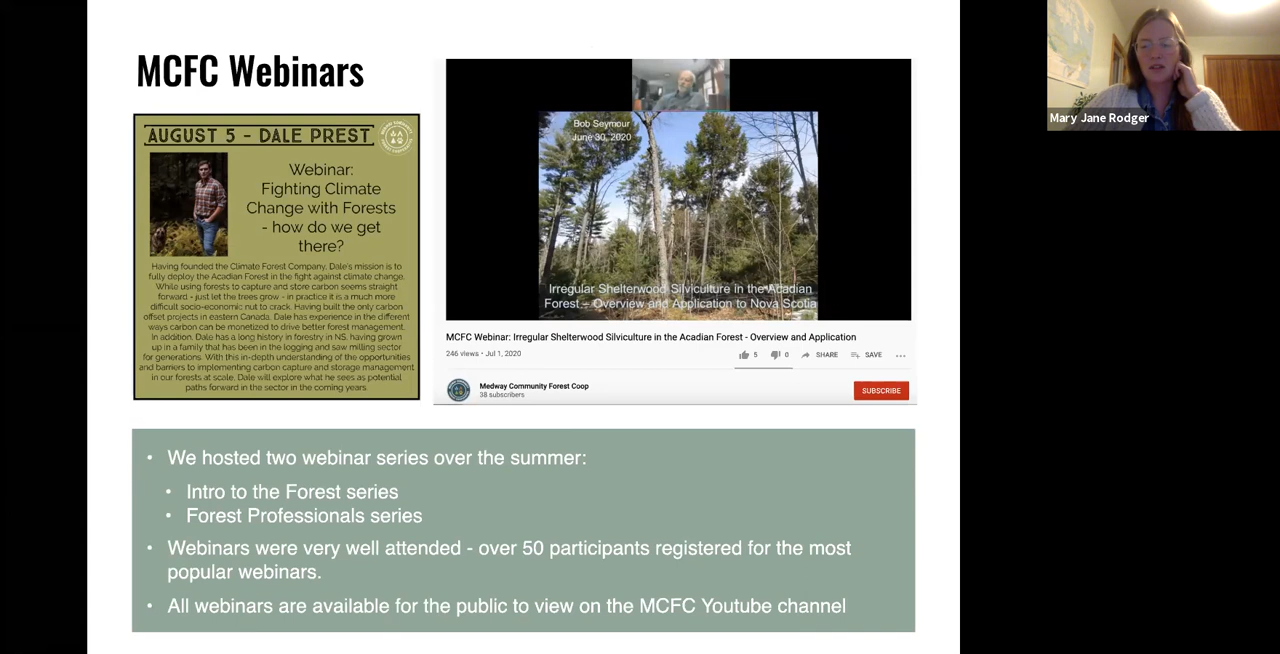 MCFC Webinars
AUGUST 5 - DALE PREST
Webinar:
Fighting Climate
Change with Forests
- how do we get
there?
Having founded the Climate Forest Company, Dale's mission is to
fully deploy the Acadian Forest in the fight against climate change.
While using forests to capture and store carbon seems straight
forward - just let the trees grow - in practice it is a much more
difficult socio-economic nut to crack. Having built the only carbon
offset projects in eastern Canada, Dale has experience in the different
ways carbon can be monetized to drive better forest management.
In addition, Dale has a long history in forestry in NS, having grown
up in a family that has been in the logging and saw milling sector
for generations. With this in-depth understanding of the opportunities
and barriers to implementing carbon capture and storage management
in our forests at scale, Dale will explore what he sees as potential
paths forward in the sector in the coming years.
Bob Seymour
June 30, 2020
Irregular Shelterwood Silviculture in the Acadian
Forest – Overview and Application to Nova Scotia
MCFC Webinar: Irregular Shelterwood Silviculture in the Acadian Forest - Overview and Application
246 views • Jul 1, 2020
5 0 SHARE SAVE ...
Medway Community Forest Coop
38 subscribers
SUBSCRIBE
• We hosted two webinar series over the summer:
• Intro to the Forest series
• Forest Professionals series
• Webinars were very well attended - over 50 participants registered for the most
popular webinars.
• All webinars are available for the public to view on the MCFC Youtube channel
Mary Jane Rodger